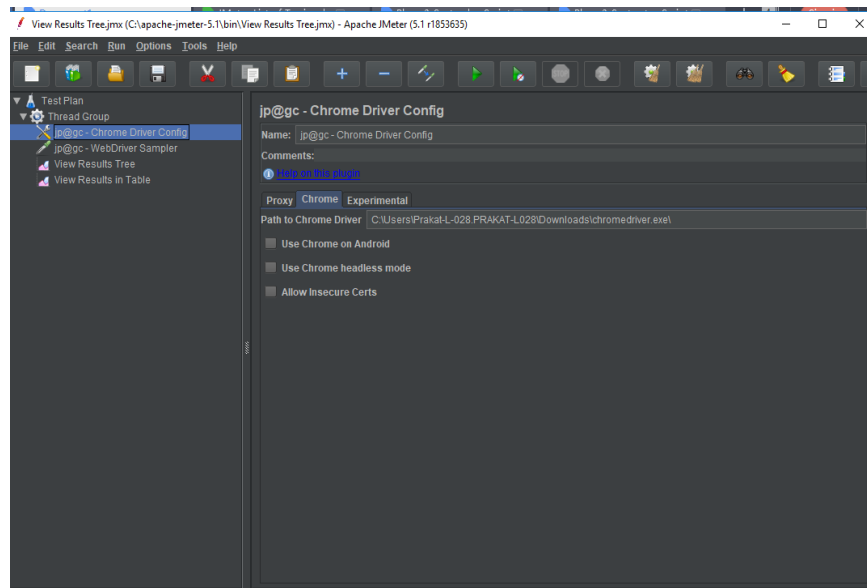 View Results Tree.jmx (C:\apache-jmeter-5.1\bin\View Results Tree.jmx) - Apache JMeter (5.1 r1853635)
File Edit Search Run Options Tools Help
Test Plan
Thread Group
jp@gc - Chrome Driver Config
jp@gc - WebDriver Sampler
View Results Tree
View Results in Table
jp@gc - Chrome Driver Config
Name: jp@gc - Chrome Driver Config
Comments:
Help on this plugin
Proxy Chrome Experimental
Path to Chrome Driver C:\Users\Prakat-L-028.PRAKAT-L028\Downloads\chromedriver.exe\
Use Chrome on Android
Use Chrome headless mode
Allow Insecure Certs